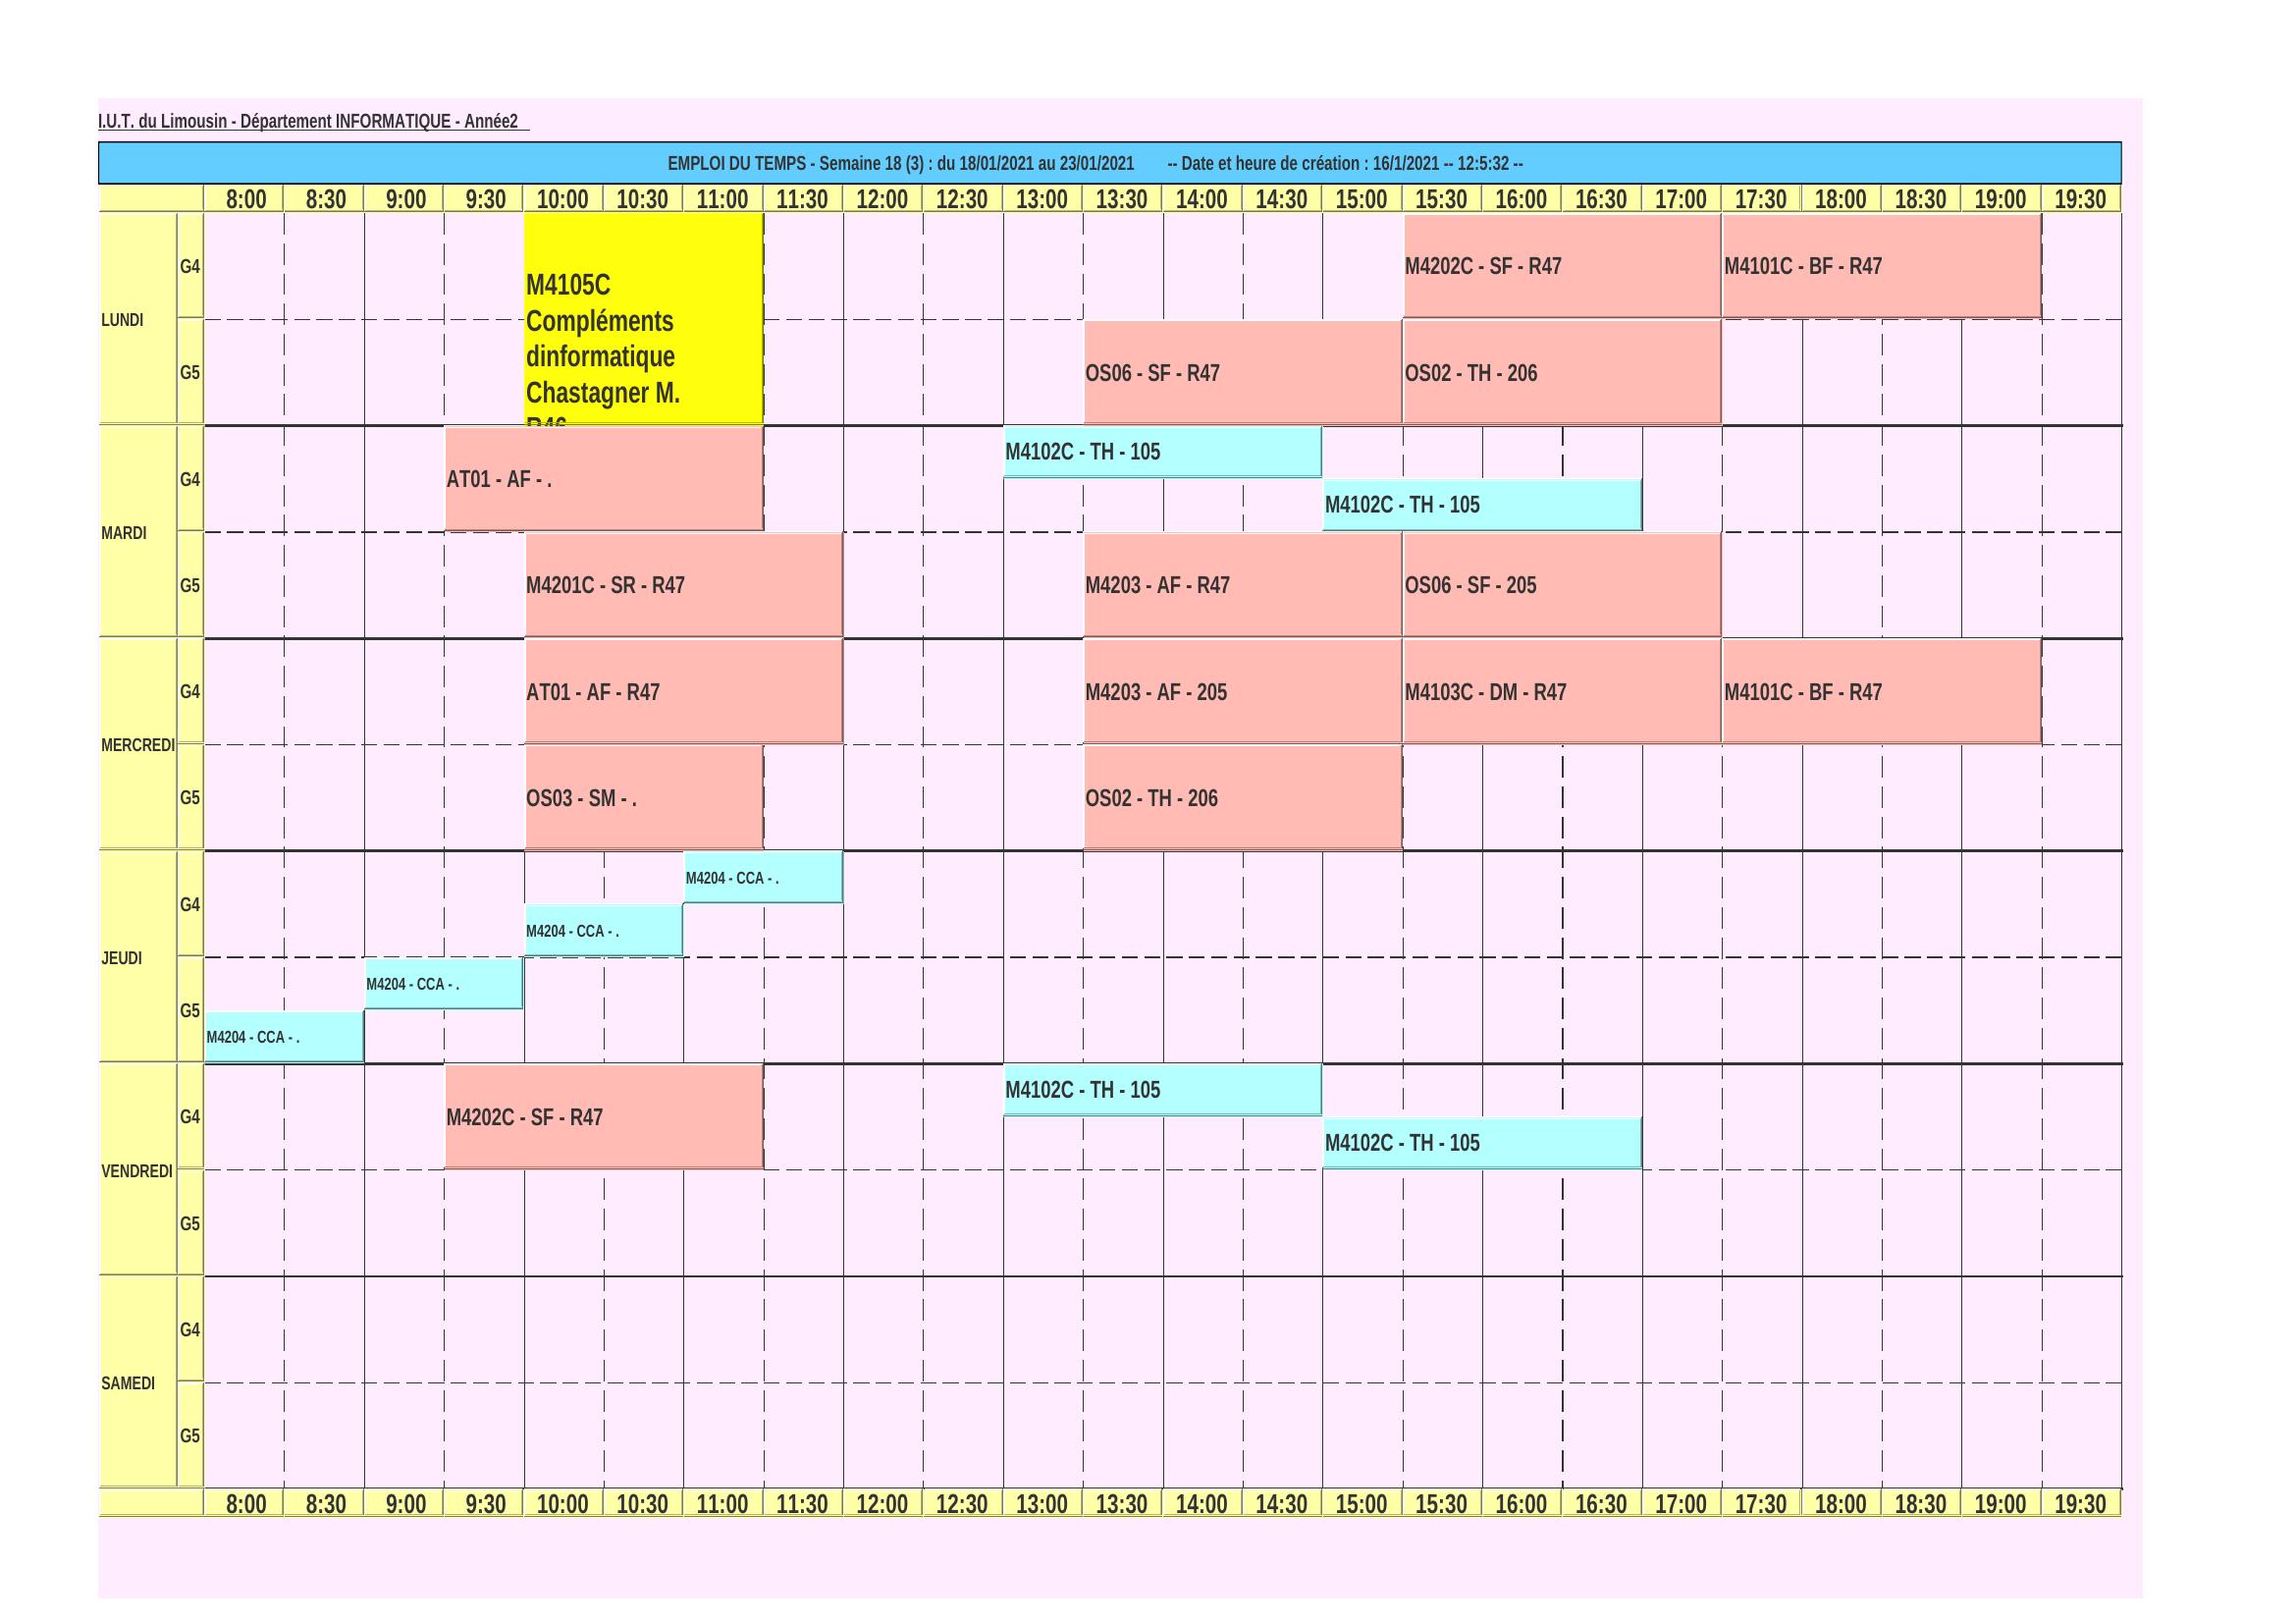 I.U.T. du Limousin - Département INFORMATIQUE - Année2
EMPLOI DU TEMPS - Semaine 18 (3) : du 18/01/2021 au 23/01/2021 -- Date et heure de création : 16/1/2021 -- 12:5:32 --
8:00 8:30 9:00 9:30 10:00 10:30 11:00 11:30 12:00 12:30 13:00 13:30 14:00 14:30 15:00 15:30 16:00 16:30 17:00 17:30 18:00 18:30 19:00 19:30
LUNDI
G4
M4105C
Compléments
dinformatique
Chastagner M.
R46
M4202C - SF - R47
M4101C - BF - R47
G5
OS06 - SF - R47
OS02 - TH - 206
MARDI
G4
AT01 - AF - .
M4102C - TH - 105
M4102C - TH - 105
G5
M4201C - SR - R47
M4203 - AF - R47
OS06 - SF - 205
MERCREDI
G4
AT01 - AF - R47
M4203 - AF - 205
M4103C - DM - R47
M4101C - BF - R47
G5
OS03 - SM - .
OS02 - TH - 206
JEUDI
G4
M4204 - CCA - .
M4204 - CCA - .
G5
M4204 - CCA - .
M4204 - CCA - .
VENDREDI
G4
M4202C - SF - R47
M4102C - TH - 105
M4102C - TH - 105
G5
SAMEDI
G4
G5
8:00 8:30 9:00 9:30 10:00 10:30 11:00 11:30 12:00 12:30 13:00 13:30 14:00 14:30 15:00 15:30 16:00 16:30 17:00 17:30 18:00 18:30 19:00 19:30